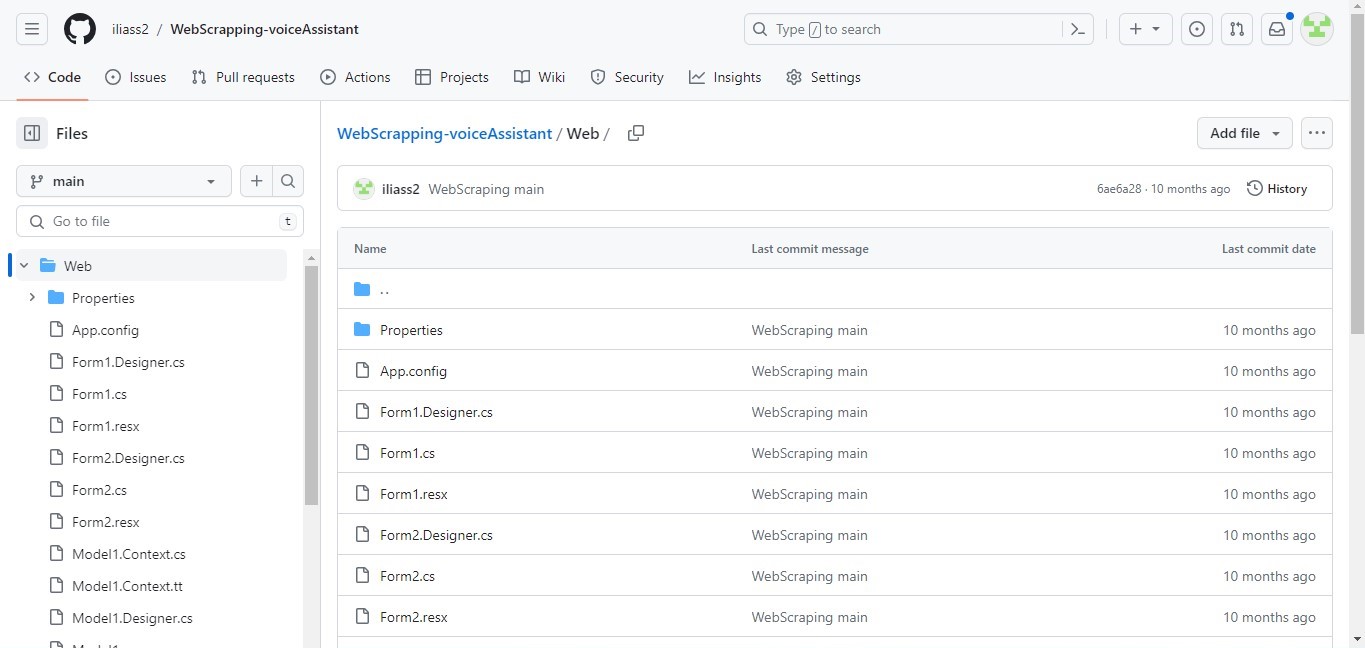 iliass2 / WebScrapping-voiceAssistant
Type / to search
Code Issues Pull requests Actions Projects Wiki Security Insights Settings
Files
WebScrapping-voiceAssistant / Web /
Add file
main
iliass2 WebScraping main
6ae6a28 · 10 months ago History
Go to file t
Web
Properties
App.config
Form1.Designer.cs
Form1.cs
Form1.resx
Form2.Designer.cs
Form2.cs
Form2.resx
Model1.Context.cs
Model1.Context.tt
Model1.Designer.cs
Name Last commit message Last commit date
..
Properties WebScraping main 10 months ago
App.config WebScraping main 10 months ago
Form1.Designer.cs WebScraping main 10 months ago
Form1.cs WebScraping main 10 months ago
Form1.resx WebScraping main 10 months ago
Form2.Designer.cs WebScraping main 10 months ago
Form2.cs WebScraping main 10 months ago
Form2.resx WebScraping main 10 months ago